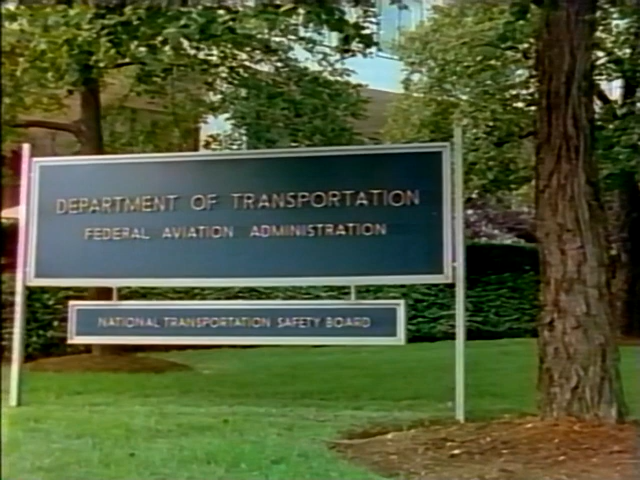 DEPARTMENT OF TRANSPORTATION
FEDERAL AVIATION ADMINISTRATION
NATIONAL TRANSPORTATION SAFETY BOARD